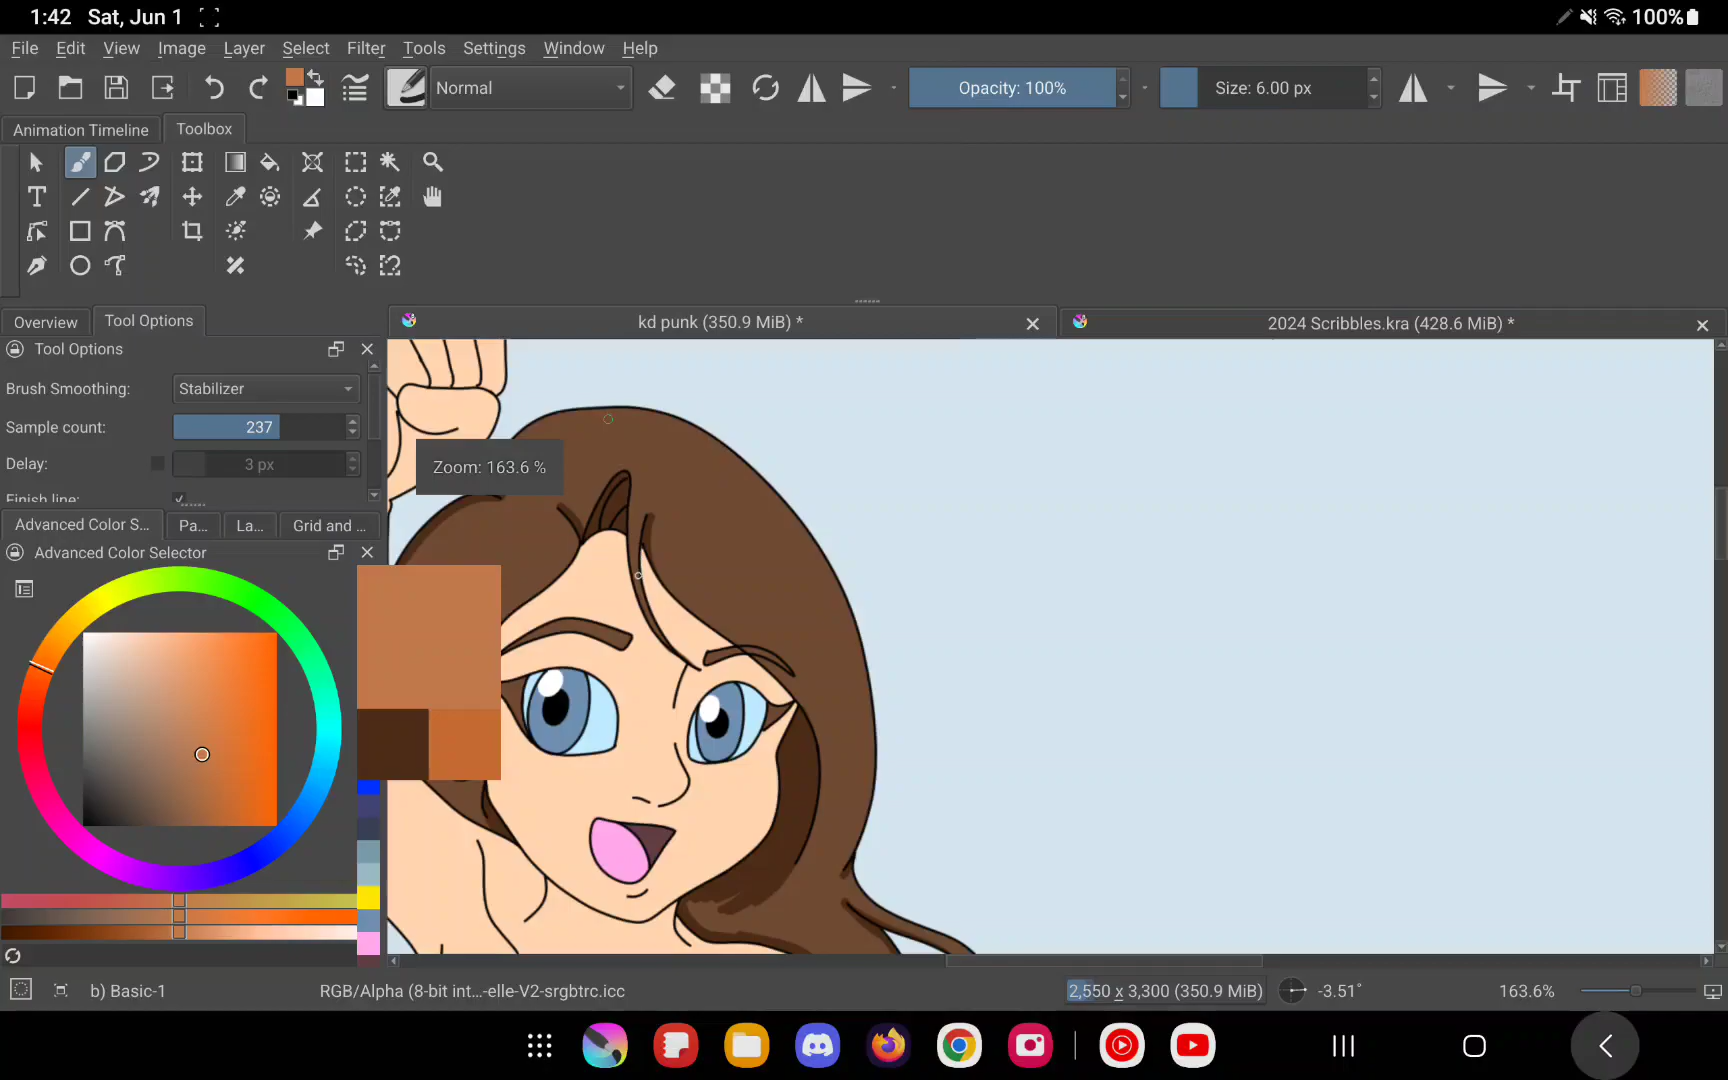 1:42 Sat, Jun 1 100%
File Edit View Image Layer Select Filter Tools Settings Window Help
Normal Opacity: 100% Size: 6.00 px
Animation Timeline Toolbox
Overview Tool Options kd punk (350.9 MiB) * 2024 Scribbles.kra (428.6 MiB) *
Tool Options
Brush Smoothing: Stabilizer
Sample count: 237
Delay: 3 px
Finish line:
Zoom: 163.6 %
Advanced Color S... Pa... La... Grid and ...
Advanced Color Selector
b) Basic-1 RGB/Alpha (8-bit int...-elle-V2-srgbtrc.icc 2,550 x 3,300 (350.9 MiB) -3.51° 163.6%